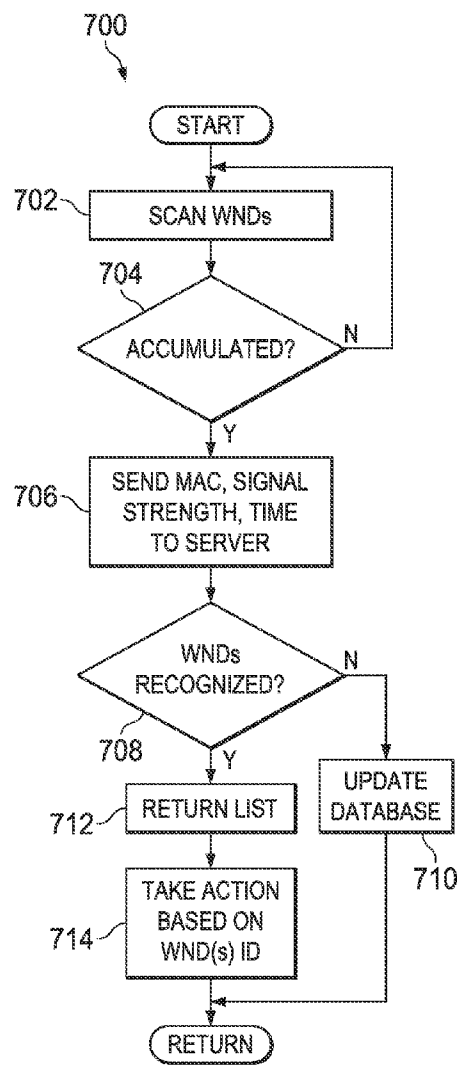 700
START
702
SCAN WNDs
704
ACCUMULATED?
N
Y
706
SEND MAC, SIGNAL
STRENGTH, TIME
TO SERVER
WNDs
RECOGNIZED?
N
708
Y
712
RETURN LIST
UPDATE
DATABASE
710
714
TAKE ACTION
BASED ON
WND(s) ID
RETURN